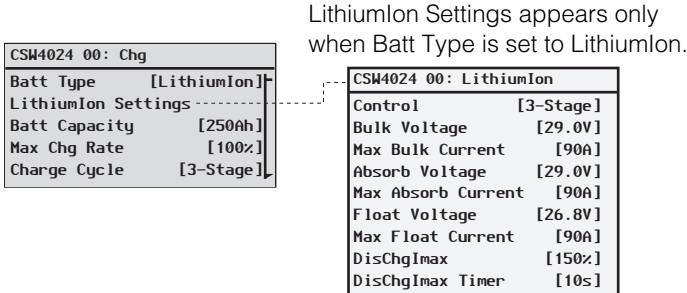 LithiumIon Settings appears only
when Batt Type is set to LithiumIon.
CSW4024 00: Chg
Batt Type [LithiumIon]
LithiumIon Settings
Batt Capacity [250Ah]
Max Chg Rate [100%]
Charge Cycle [3-Stage]
CSW4024 00: LithiumIon
Control [3-Stage]
Bulk Voltage [29.0V]
Max Bulk Current [90A]
Absorb Voltage [29.0V]
Max Absorb Current [90A]
Float Voltage [26.8V]
Max Float Current [90A]
DisChgImax [150%]
DisChgImax Timer [10s]